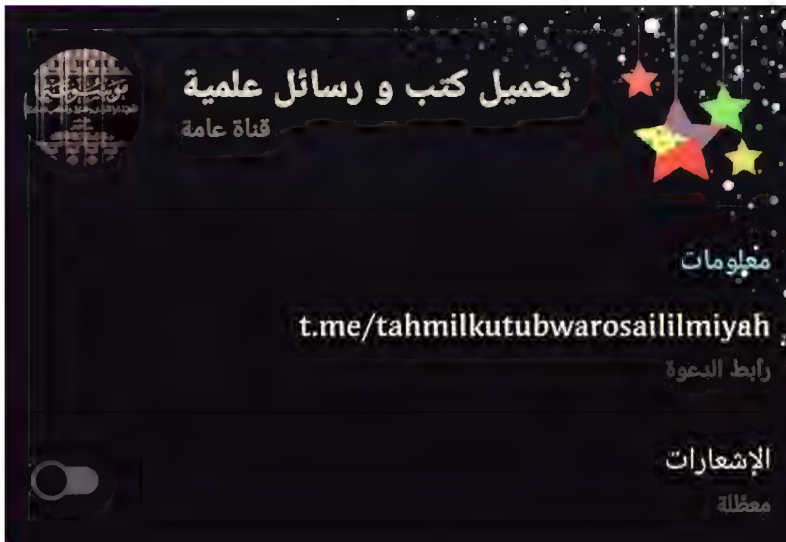 تحميل كتب و رسائل علمية
قناة عامة
معلومات
t.me/tahmilkutubwarosaililmiyah
رابط الدعوة
الإشعارات
معطّلة